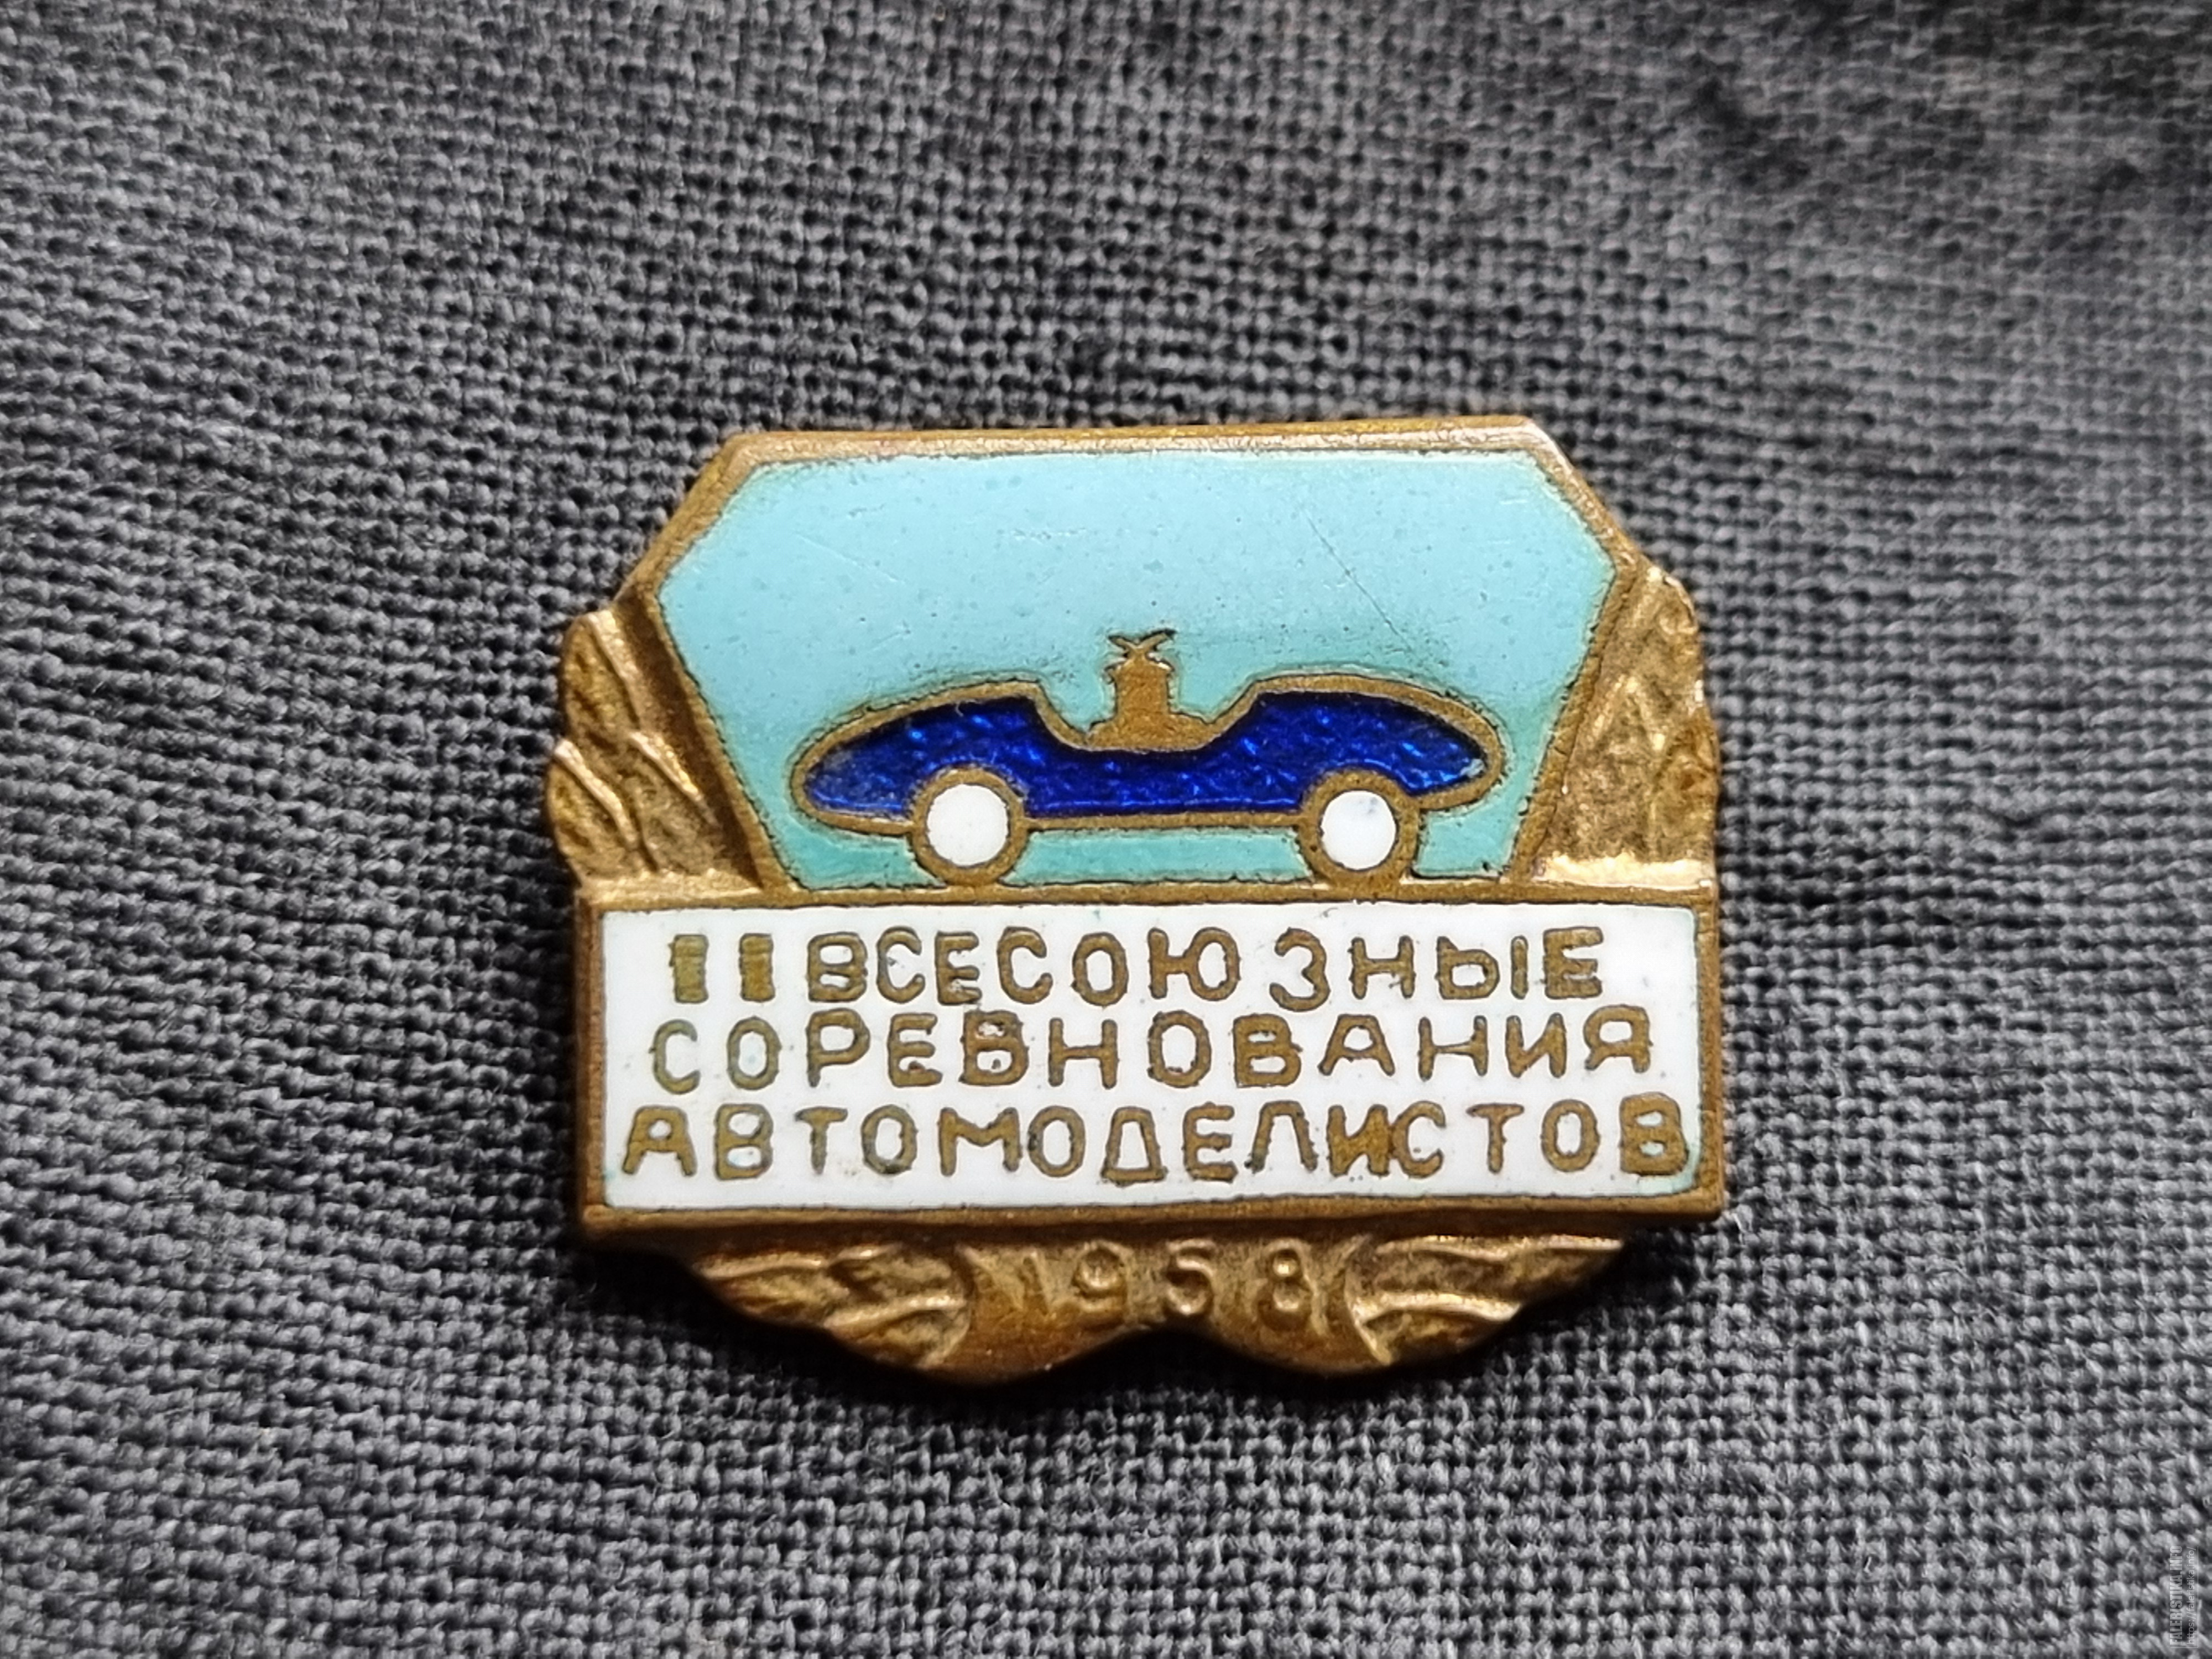 II ВСЕСОЮЗНЫЕ
СОРЕВНОВАНИЯ
АВТОМОДЕЛИСТОВ
1958